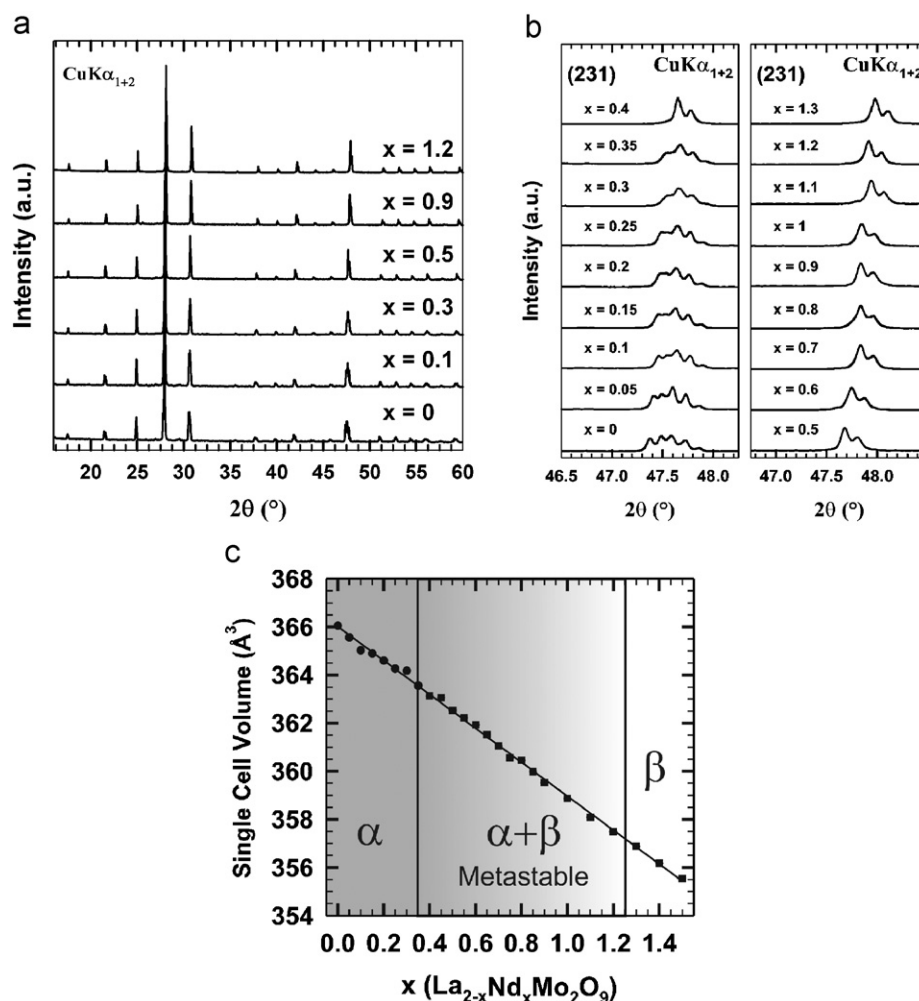 a
CuKα1+2
x = 1.2
x = 0.9
x = 0.5
x = 0.3
x = 0.1
x = 0
Intensity (a.u.)
20 25 30 35 40 45 50 55 60
2θ (°)
b
(231) CuKα1+2
x = 0.4
x = 0.35
x = 0.3
x = 0.25
x = 0.2
x = 0.15
x = 0.1
x = 0.05
x = 0
Intensity (a.u.)
46.5 47.0 47.5 48.0
2θ (°)
(231) CuKα1+2
x = 1.3
x = 1.2
x = 1.1
x = 1
x = 0.9
x = 0.8
x = 0.7
x = 0.6
x = 0.5
47.0 47.5 48.0
2θ (°)
c
368
366
364
362
360
358
356
354
Single Cell Volume (Å3)
α
α+β
Metastable
β
0.0 0.2 0.4 0.6 0.8 1.0 1.2 1.4
x (La2-xNdxMo2O9)